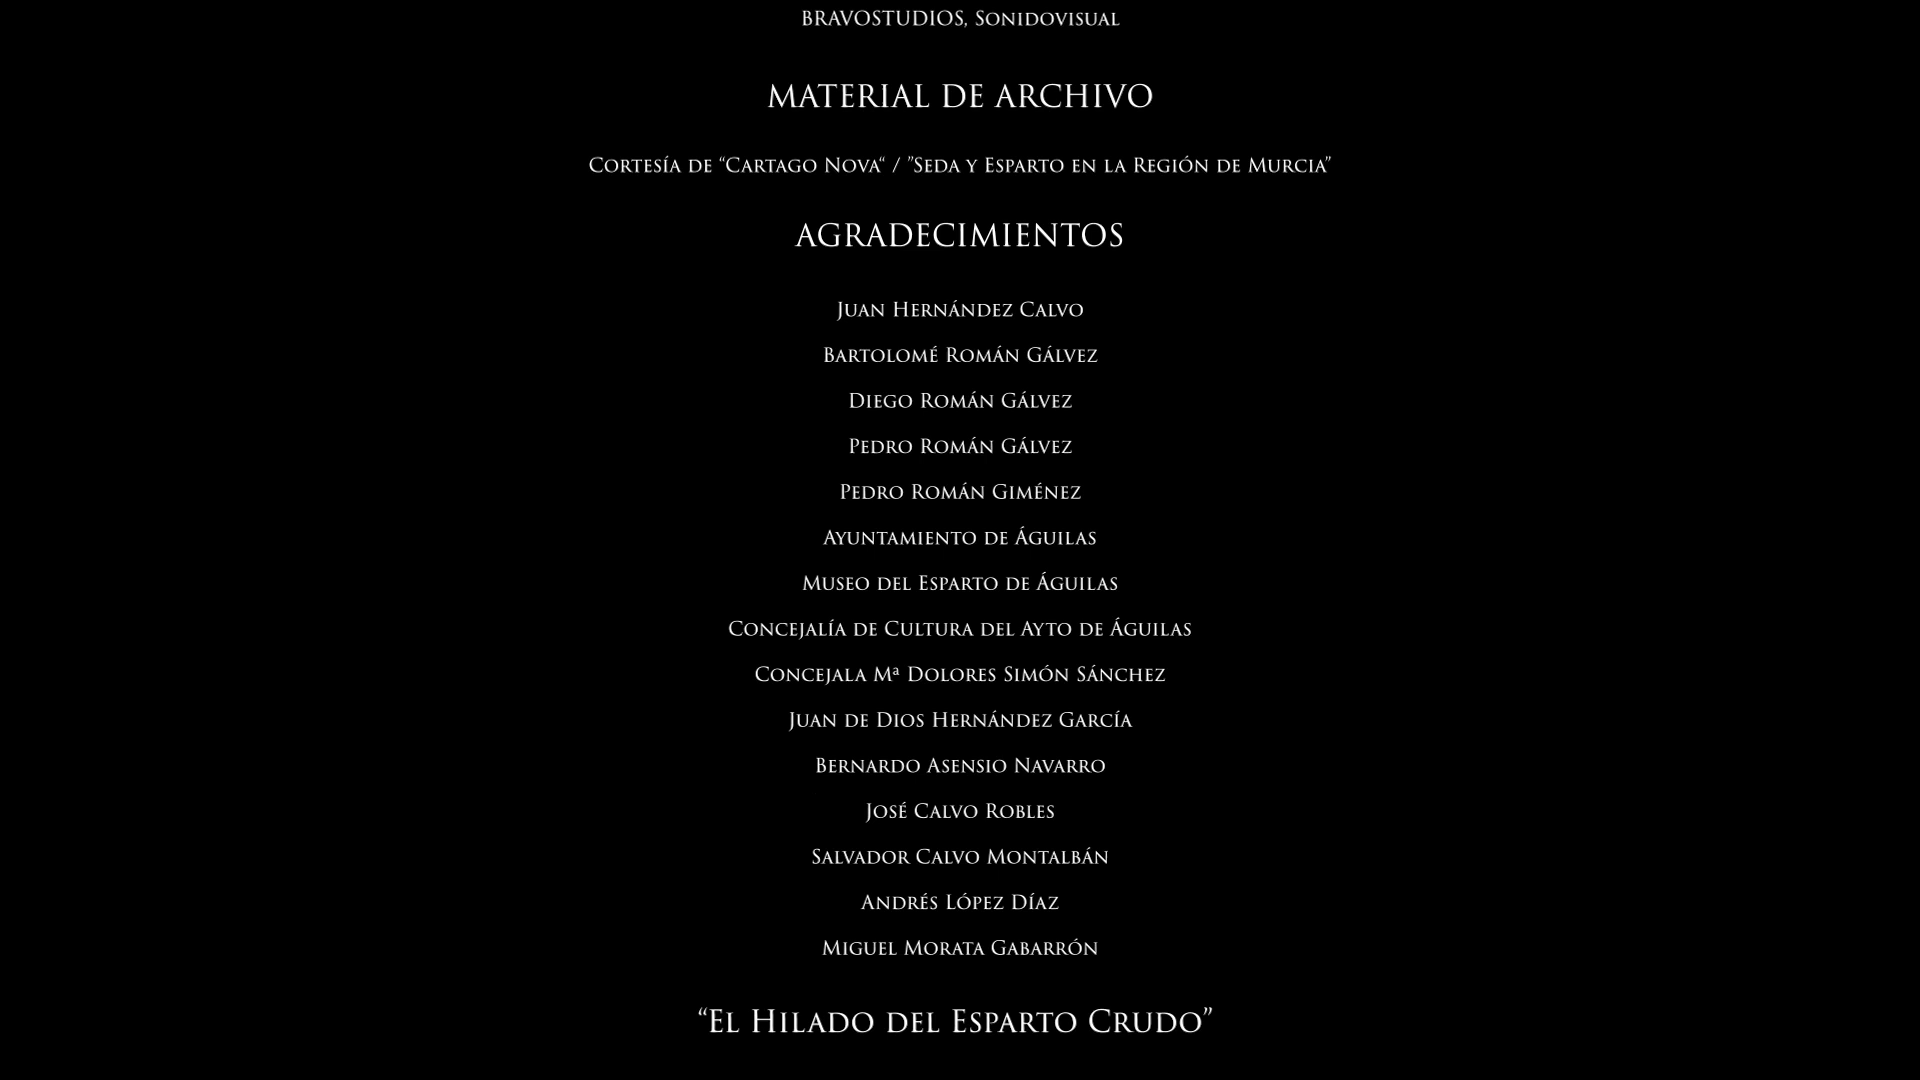 BRAVOSTUDIOS, Sonidovisual
MATERIAL DE ARCHIVO
Cortesía de “Cartago Nova“ / ”Seda y Esparto en la Región de Murcia”
AGRADECIMIENTOS
Juan Hernández Calvo
Bartolomé Román Gálvez
Diego Román Gálvez
Pedro Román Gálvez
Pedro Román Giménez
Ayuntamiento de Águilas
Museo del Esparto de Águilas
Concejalía de Cultura del Ayto de Águilas
Concejala Mª Dolores Simón Sánchez
Juan de Dios Hernández García
Bernardo Asensio Navarro
José Calvo Robles
Salvador Calvo Montalbán
Andrés López Díaz
Miguel Morata Gabarrón
“El Hilado del Esparto Crudo”